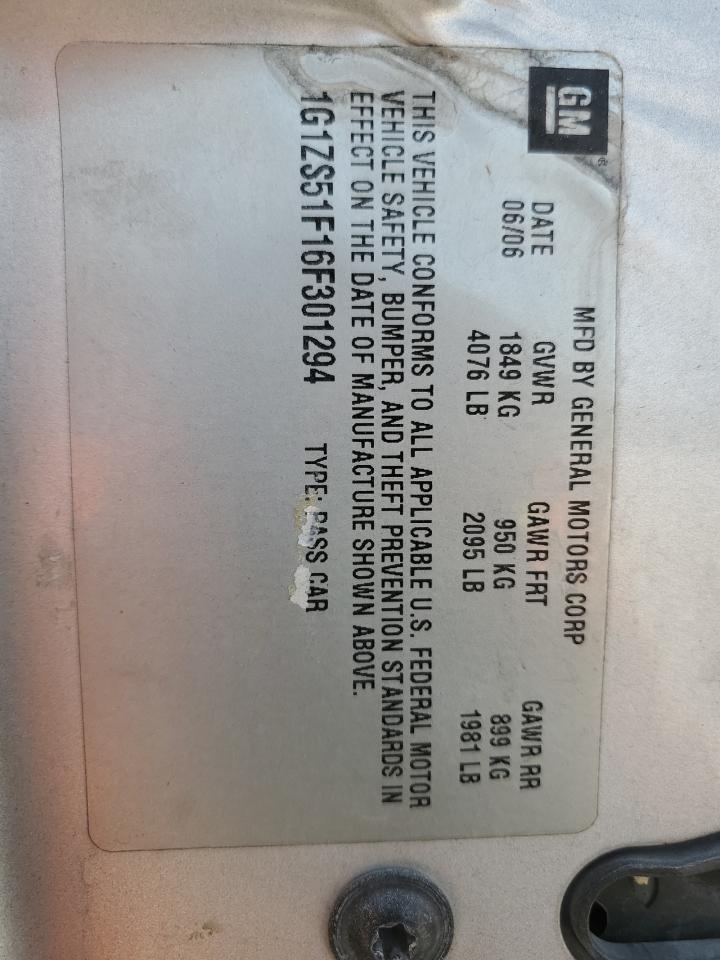 GM
MFD BY GENERAL MOTORS CORP
DATE GVWR GAWR FRT GAWR RR
06/06 1849 KG 950 KG 899 KG
4076 LB 2095 LB 1981 LB
THIS VEHICLE CONFORMS TO ALL APPLICABLE U.S. FEDERAL MOTOR
VEHICLE SAFETY, BUMPER, AND THEFT PREVENTION STANDARDS IN
EFFECT ON THE DATE OF MANUFACTURE SHOWN ABOVE.
1G1ZS51F16F301294 TYPE: PASS CAR